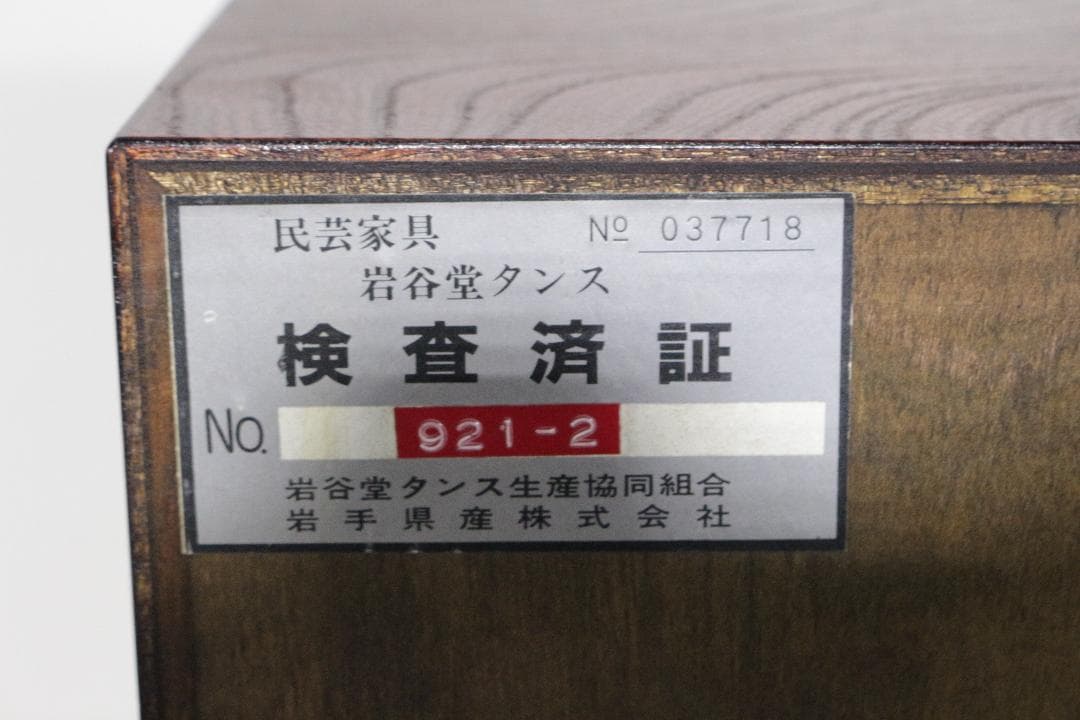 民芸家具 Nº 037718
岩谷堂タンス
検査済証
No. 921-2
岩谷堂タンス生産協同組合
岩手県産株式会社